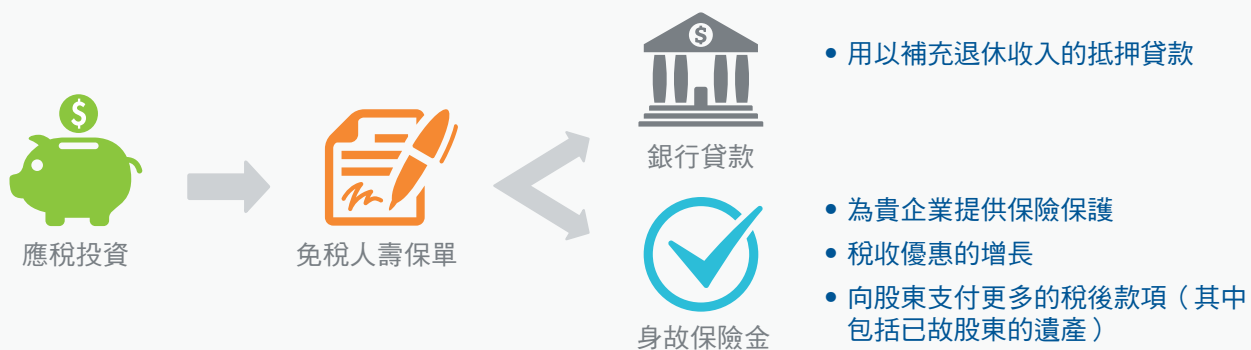 應稅投資
免稅人壽保單
$
$
銀行貸款
• 用以補充退休收入的抵押貸款
身故保險金
• 為貴企業提供保險保護
• 稅收優惠的增長
• 向股東支付更多的稅後款項（其中
包括已故股東的遺產）